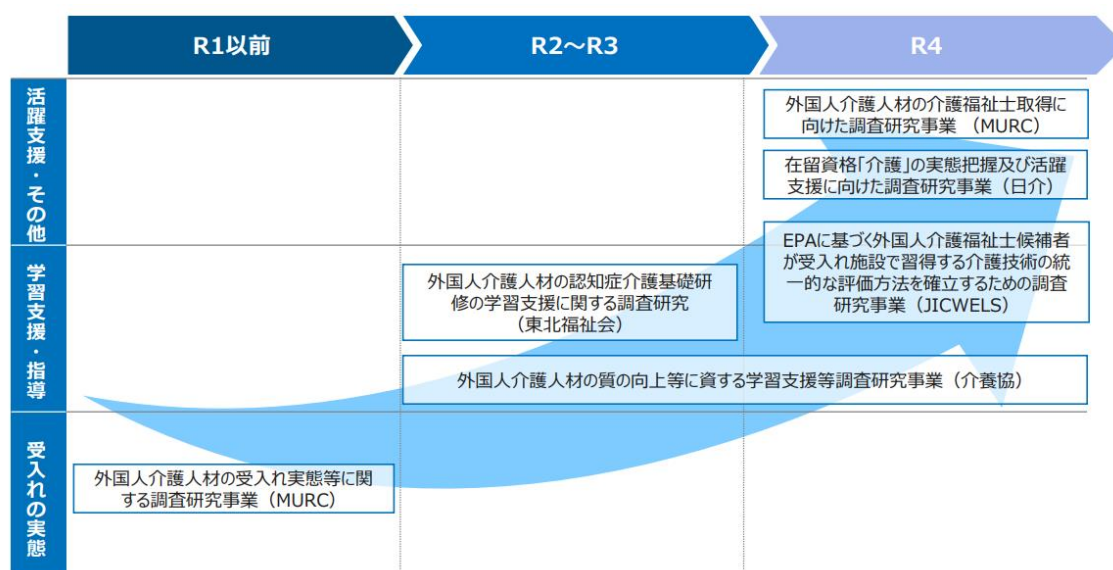 R1以前
R2～R3
R4
活躍支援・その他
外国人介護人材の介護福祉士取得に
向けた調査研究事業 （MURC）
在留資格「介護」の実態把握及び活躍
支援に向けた調査研究事業（日介）
EPAに基づく外国人介護福祉士候補者
が受入れ施設で習得する介護技術の統
一的な評価方法を確立するための調査
研究事業（JICWELS）
学習支援・指導
外国人介護人材の認知症介護基礎研
修の学習支援に関する調査研究
（東北福祉会）
外国人介護人材の質の向上等に資する学習支援等調査研究事業（介養協）
受入れの実態
外国人介護人材の受入れ実態等に関
する調査研究事業（MURC）